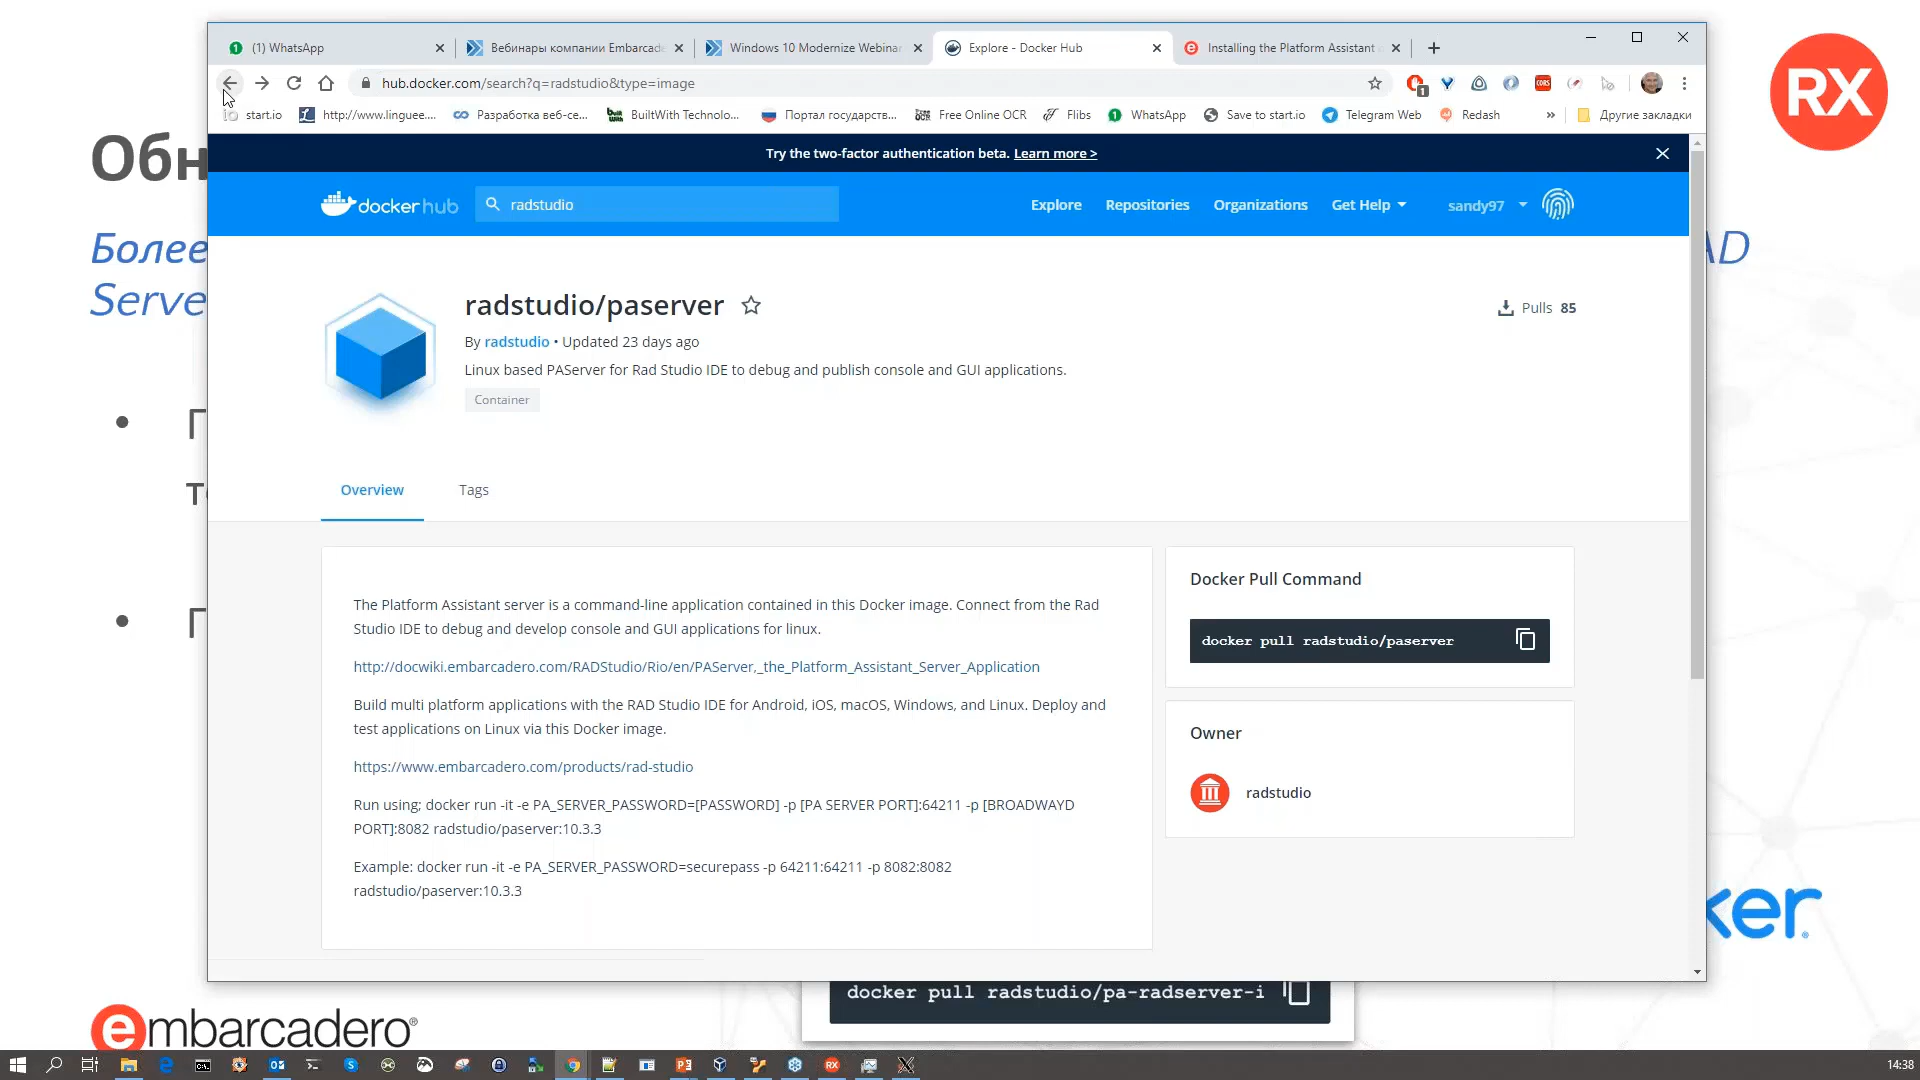 (1) WhatsApp
Вебинары компании Embarcade
Windows 10 Modernize Webinar
Explore - Docker Hub
Installing the Platform Assistant
hub.docker.com/search?q=radstudio&type=image
start.io
http://www.linguee....
Разработка веб-се...
BuiltWith Technolo...
Портал государств...
Free Online OCR
Flibs
WhatsApp
Save to start.io
Telegram Web
Redash
»
Другие закладки
RX
Try the two-factor authentication beta. Learn more >
docker hub
radstudio
Explore
Repositories
Organizations
Get Help
sandy97
Обн
Более
AD
Serve
radstudio/paserver
Pulls 85
By radstudio • Updated 23 days ago
Linux based PAServer for Rad Studio IDE to debug and publish console and GUI applications.
Container
Overview
Tags
The Platform Assistant server is a command-line application contained in this Docker image. Connect from the Rad
Studio IDE to debug and develop console and GUI applications for linux.
http://docwiki.embarcadero.com/RADStudio/Rio/en/PAServer,_the_Platform_Assistant_Server_Application
Build multi platform applications with the RAD Studio IDE for Android, iOS, macOS, Windows, and Linux. Deploy and
test applications on Linux via this Docker image.
https://www.embarcadero.com/products/rad-studio
Run using; docker run -it -e PA_SERVER_PASSWORD=[PASSWORD] -p [PA SERVER PORT]:64211 -p [BROADWAYD
PORT]:8082 radstudio/paserver:10.3.3
Example: docker run -it -e PA_SERVER_PASSWORD=securepass -p 64211:64211 -p 8082:8082
radstudio/paserver:10.3.3
Docker Pull Command
docker pull radstudio/paserver
Owner
radstudio
ker
docker pull radstudio/pa-radserver-i
embarcadero®
14:38